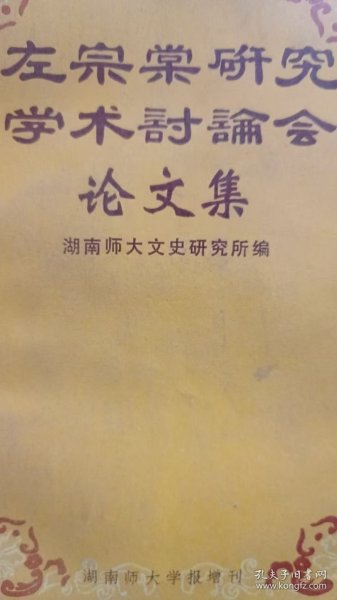 左宗棠研究
学术討論会
论文集
湖南师大文史研究所编
湖南师大学报增刊
孔夫子旧书网
www.kongfz.com